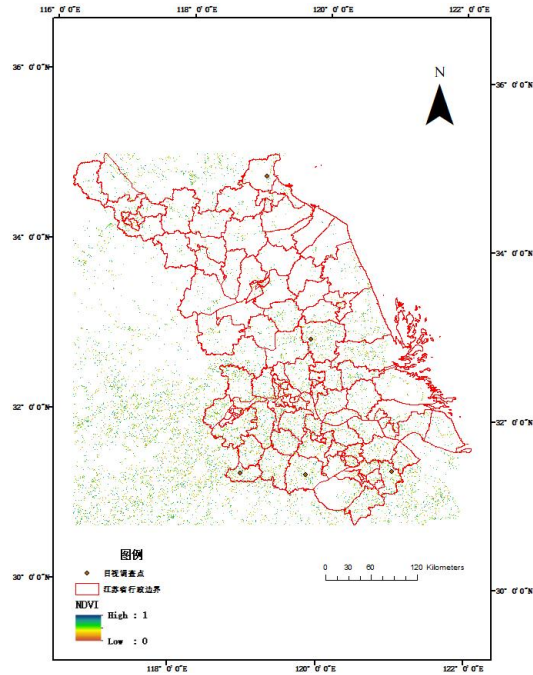 116° 0′ 0″E
118° 0′ 0″E
120° 0′ 0″E
122° 0′ 0″E
36° 0′ 0″N
36° 0′ 0″N
N
34° 0′ 0″N
34° 0′ 0″N
32° 0′ 0″N
32° 0′ 0″N
图例
目视调查点
0 30 60 120 Kilometers
30° 0′ 0″N
30° 0′ 0″N
江苏省行政边界
NDVI
High : 1
Low : 0
118° 0′ 0″E
120° 0′ 0″E
122° 0′ 0″E